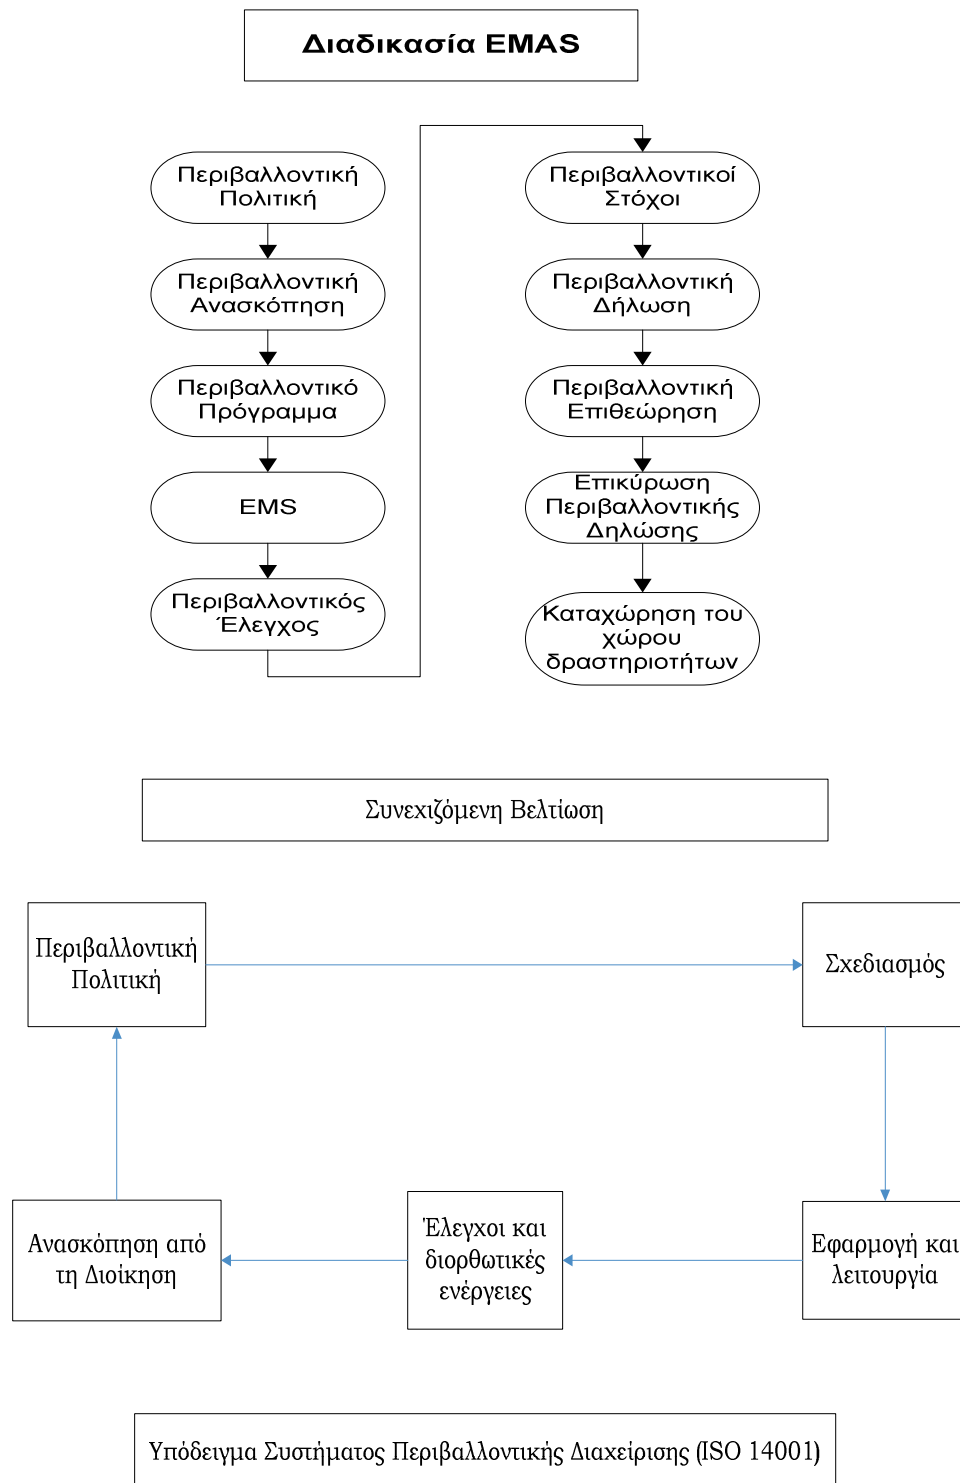 Διαδικασία EMAS
Περιβαλλοντική
Πολιτική
Περιβαλλοντική
Ανασκόπηση
Περιβαλλοντικό
Πρόγραμμα
EMS
Περιβαλλοντικός
Έλεγχος
Περιβαλλοντικοί
Στόχοι
Περιβαλλοντική
Δήλωση
Περιβαλλοντική
Επιθεώρηση
Επικύρωση
Περιβαλλοντικής
Δηλώσης
Καταχώρηση του
χώρου
δραστηριοτήτων
Συνεχιζόμενη Βελτίωση
Περιβαλλοντική
Πολιτική
Σχεδιασμός
Εφαρμογή και
λειτουργία
Έλεγχοι και
διορθωτικές
ενέργειες
Ανασκόπηση από
τη Διοίκηση
Υπόδειγμα Συστήματος Περιβαλλοντικής Διαχείρισης (ISO 14001)